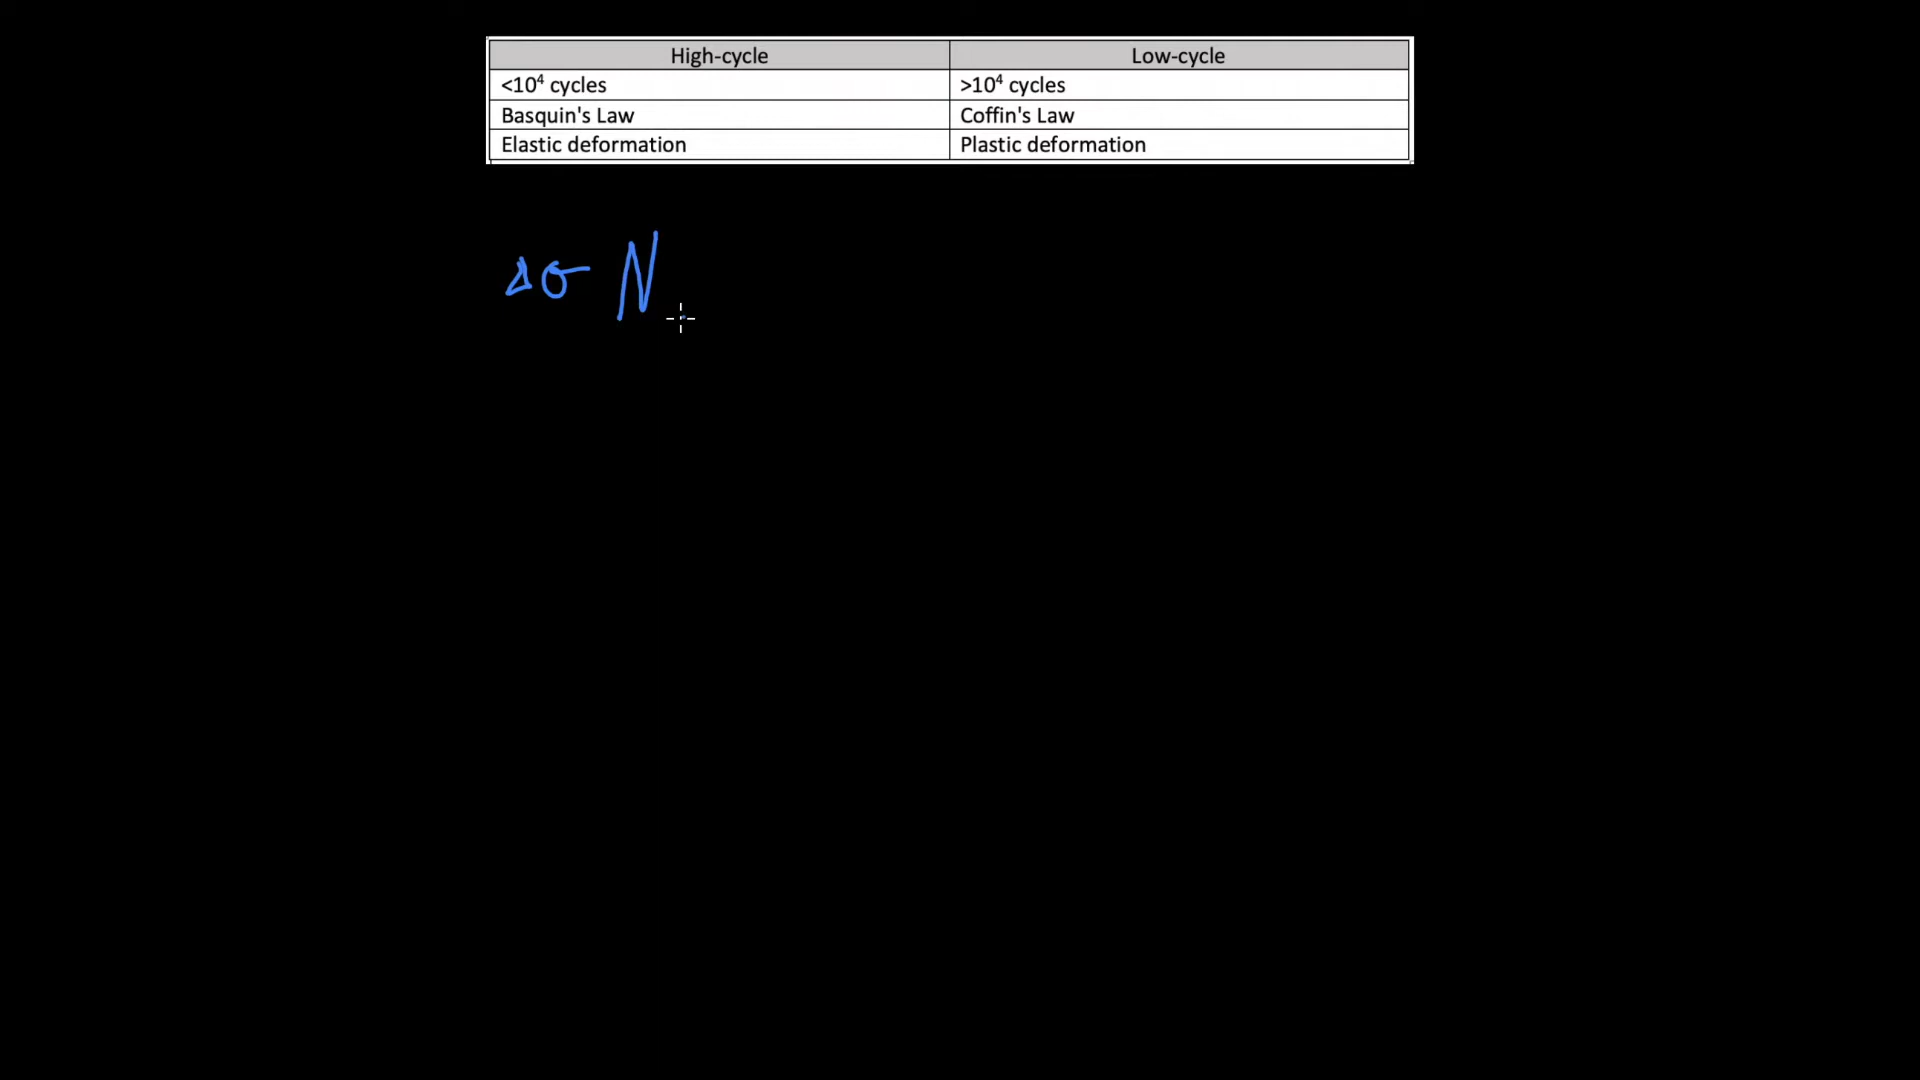 High-cycle Low-cycle
<10⁴ cycles >10⁴ cycles
Basquin's Law Coffin's Law
Elastic deformation Plastic deformation
Δσ N